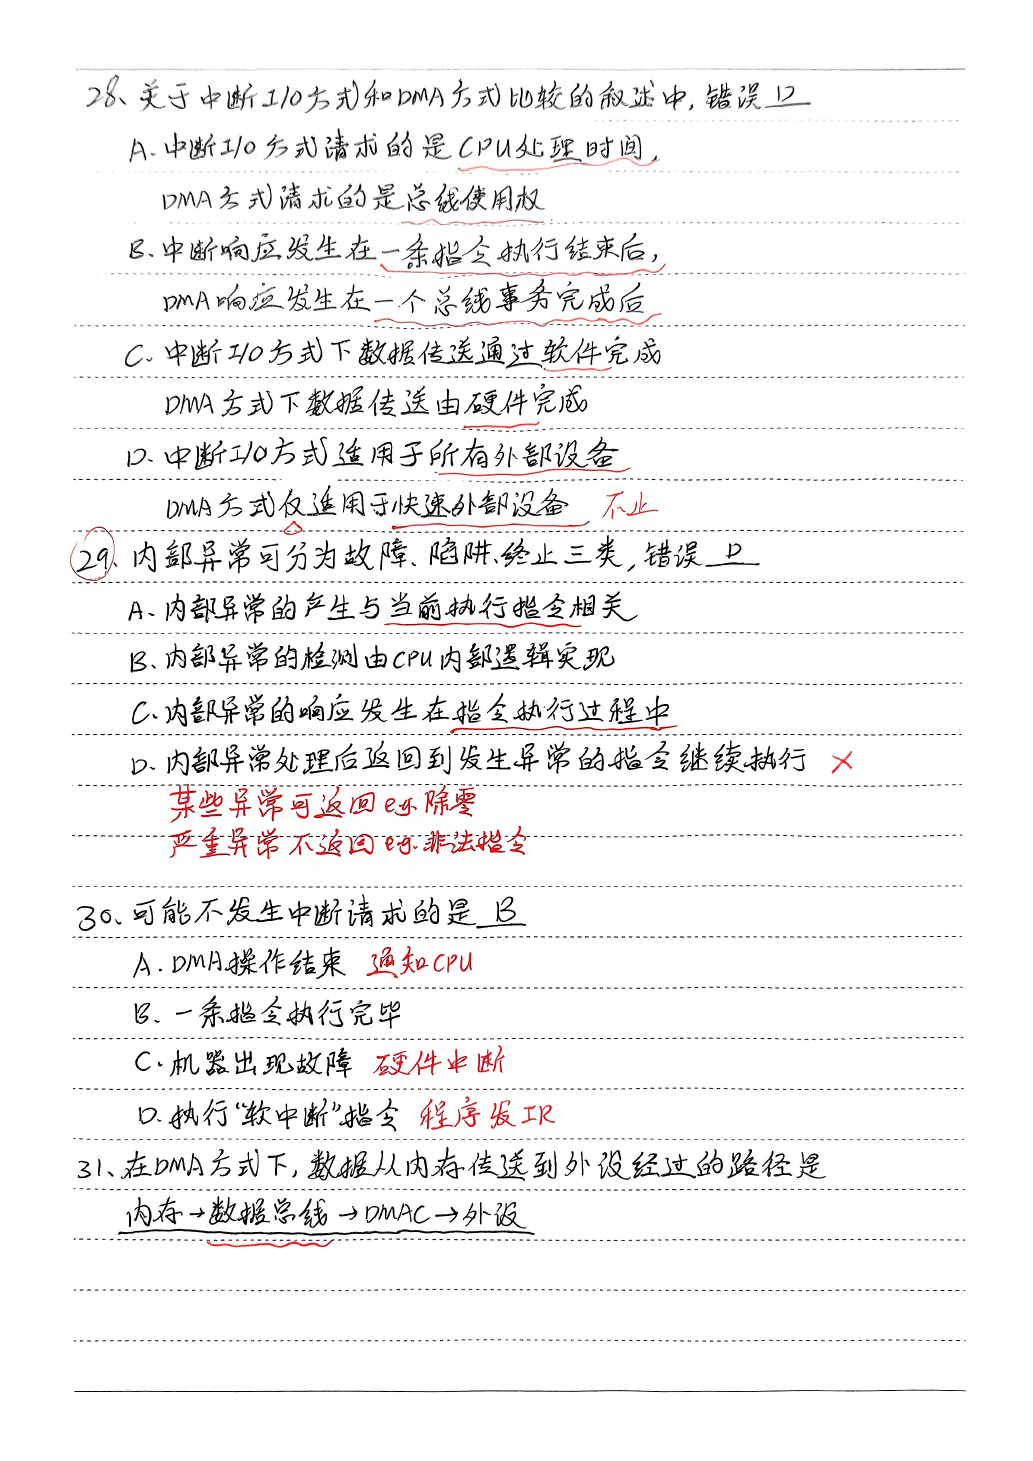 28、关于中断I/O方式和DMA方式比较的叙述中,错误 D
A. 中断I/O方式请求的是CPU处理时间,
DMA方式请求的是总线使用权
B. 中断响应发生在一条指令执行结束后,
DMA响应发生在一个总线事务完成后
C. 中断I/O方式下数据传送通过软件完成
DMA方式下数据传送由硬件完成
D. 中断I/O方式适用于所有外部设备
DMA方式仅适用于快速外部设备 不止
29、内部异常可分为故障、陷阱、终止三类,错误 D
A、内部异常的产生与当前执行指令相关
B、内部异常的检测由CPU内部逻辑实现
C、内部异常的响应发生在指令执行过程中
D、内部异常处理后返回到发生异常的指令继续执行 ×
某些异常可返回 e.g. 除零
严重异常不返回 e.g. 非法指令
30、可能不发生中断请求的是 B
A. DMA操作结束 通知CPU
B. 一条指令执行完毕
C. 机器出现故障 硬件中断
D. 执行“软中断”指令 程序发IR
31、在DMA方式下,数据从内存传送到外设经过的路径是
内存→数据总线→DMAC→外设